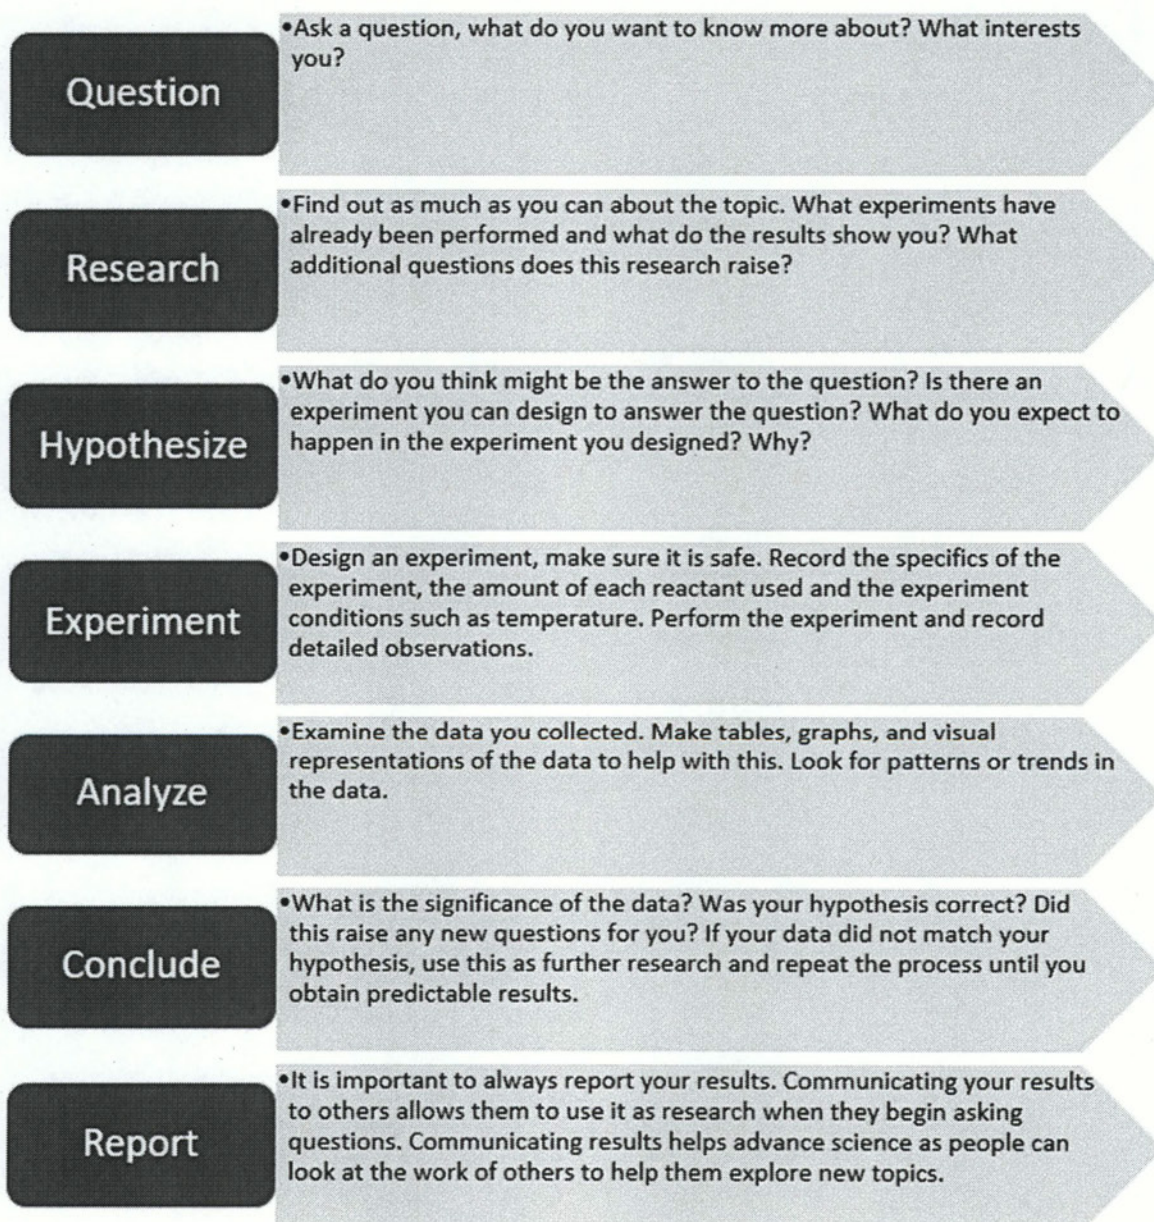 Question
•Ask a question, what do you want to know more about? What interests
you?
Research
•Find out as much as you can about the topic. What experiments have
already been performed and what do the results show you? What
additional questions does this research raise?
Hypothesize
•What do you think might be the answer to the question? Is there an
experiment you can design to answer the question? What do you expect to
happen in the experiment you designed? Why?
Experiment
•Design an experiment, make sure it is safe. Record the specifics of the
experiment, the amount of each reactant used and the experiment
conditions such as temperature. Perform the experiment and record
detailed observations.
Analyze
•Examine the data you collected. Make tables, graphs, and visual
representations of the data to help with this. Look for patterns or trends in
the data.
Conclude
•What is the significance of the data? Was your hypothesis correct? Did
this raise any new questions for you? If your data did not match your
hypothesis, use this as further research and repeat the process until you
obtain predictable results.
Report
•It is important to always report your results. Communicating your results
to others allows them to use it as research when they begin asking
questions. Communicating results helps advance science as people can
look at the work of others to help them explore new topics.